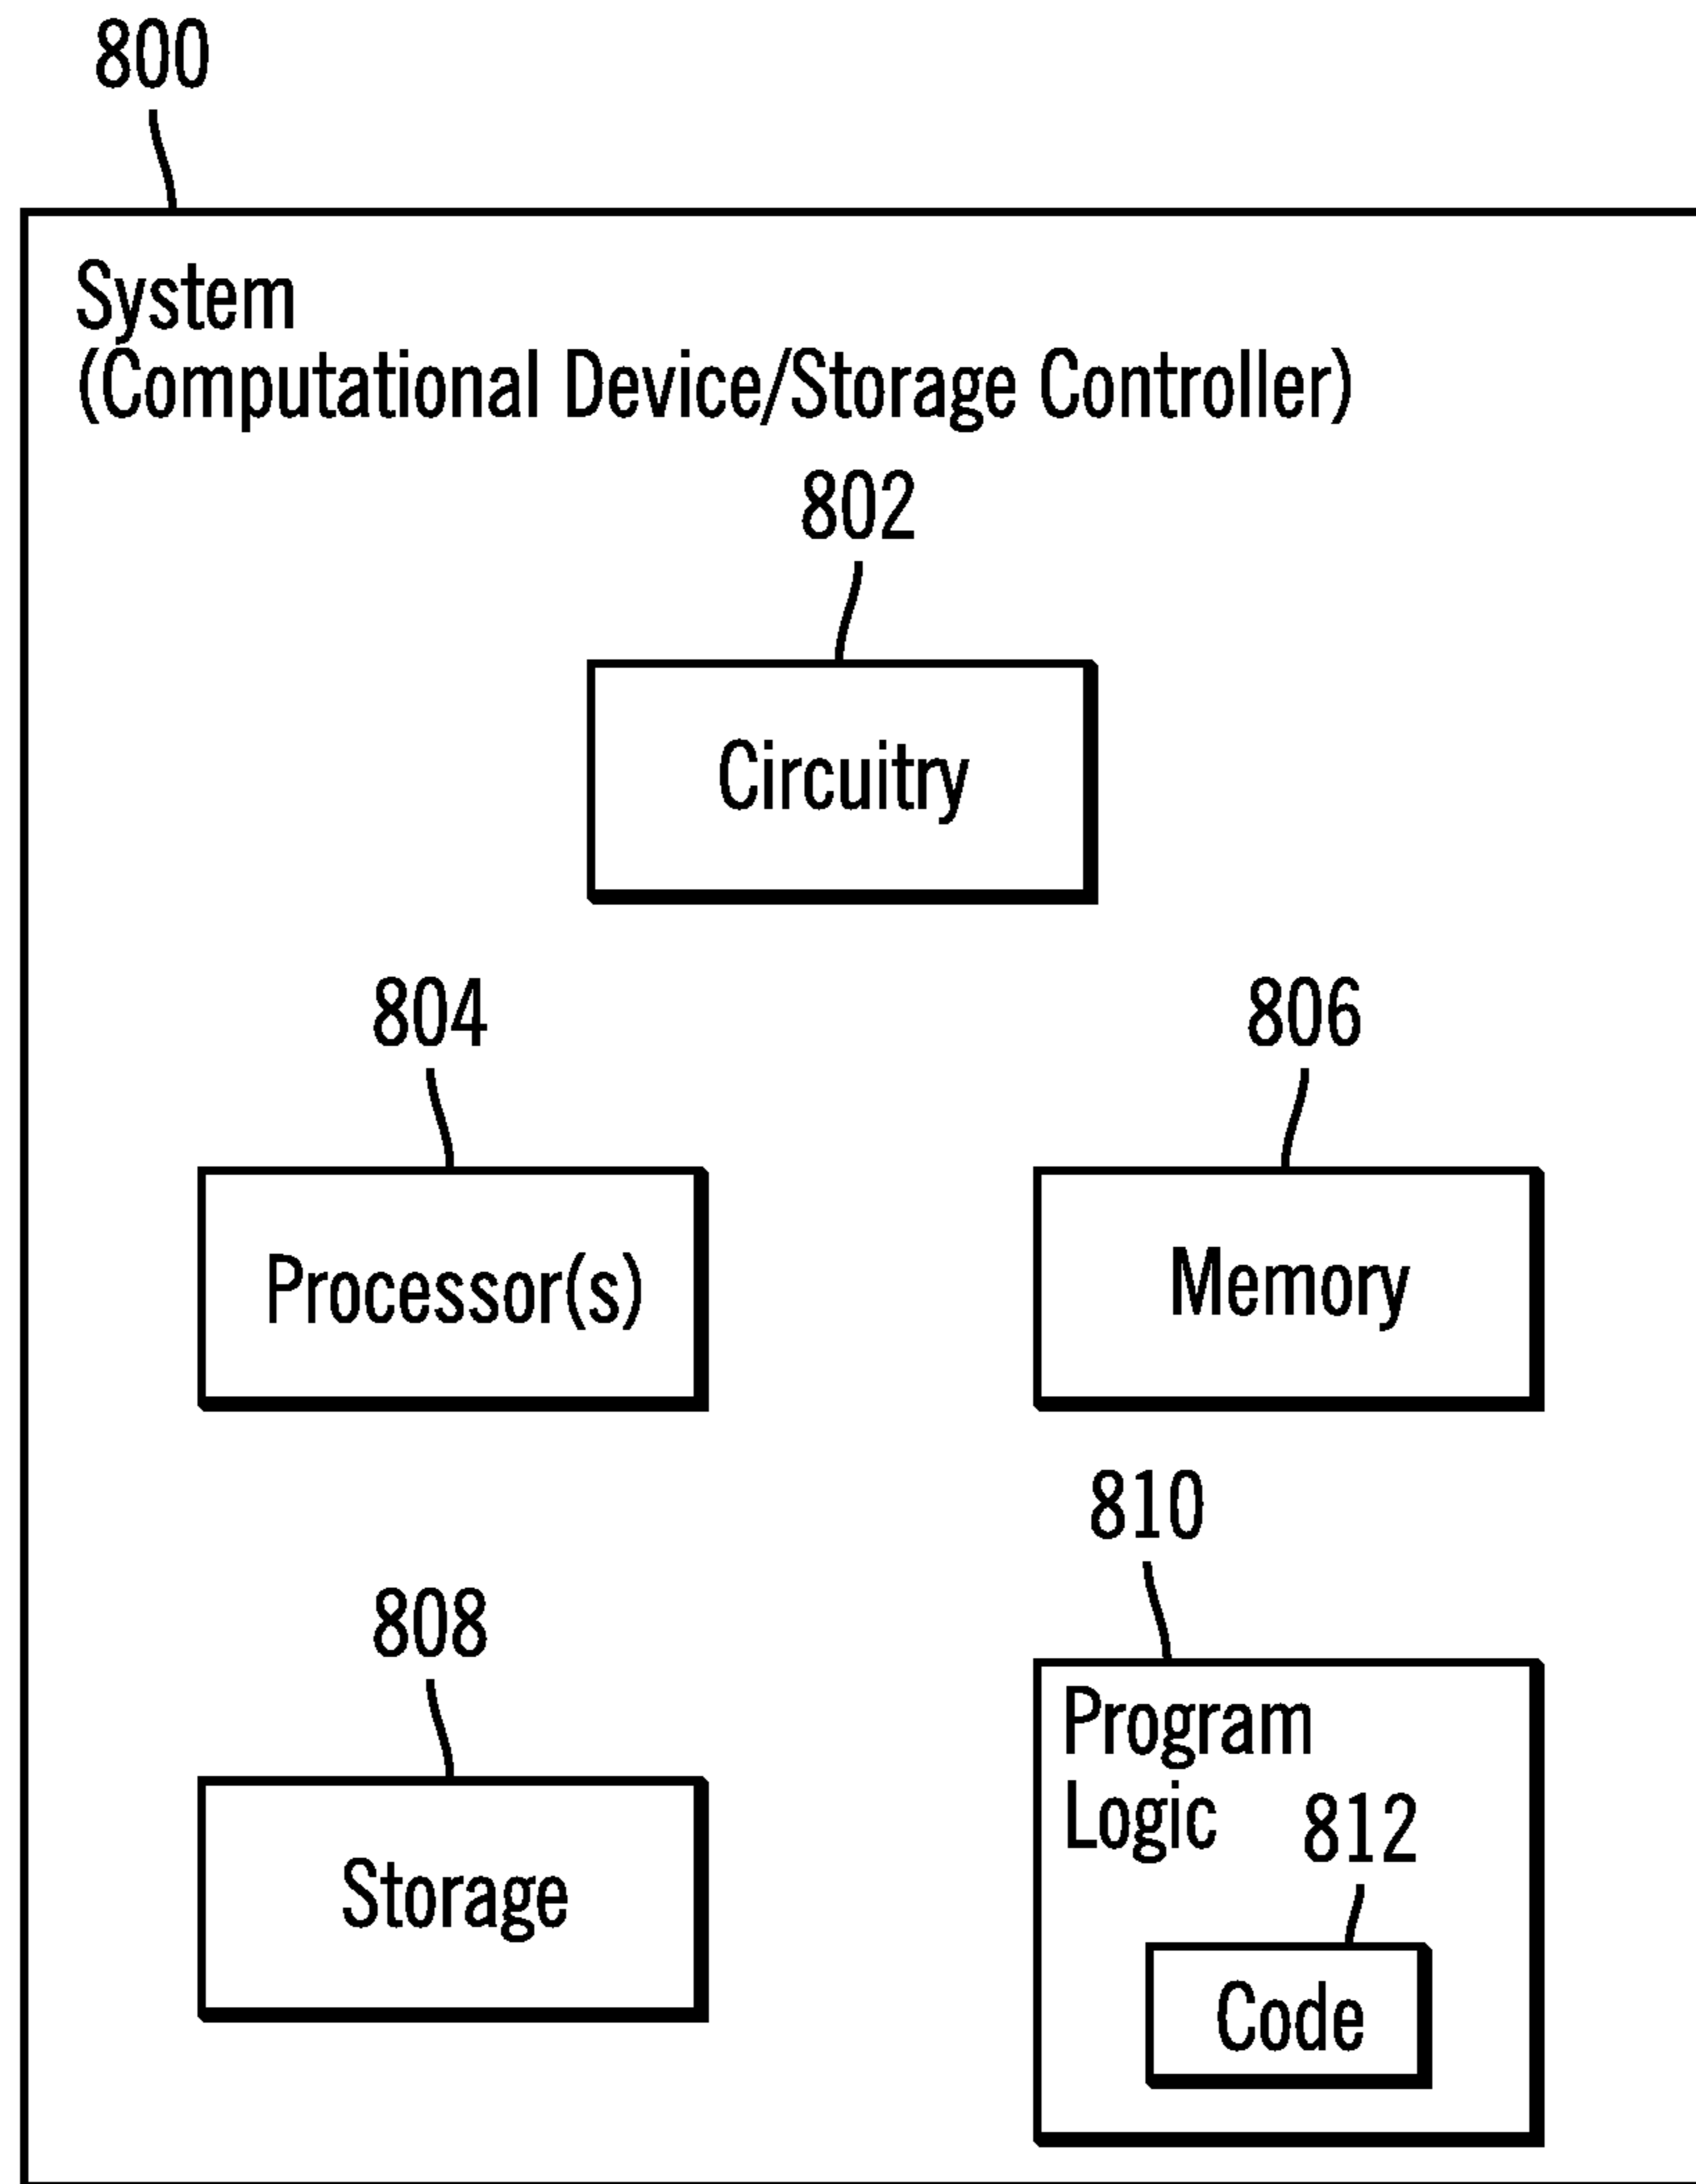 800
System
(Computational Device/Storage Controller)
802
Circuitry
804
806
Processor(s)
Memory
810
808
Program
Logic
812
Storage
Code